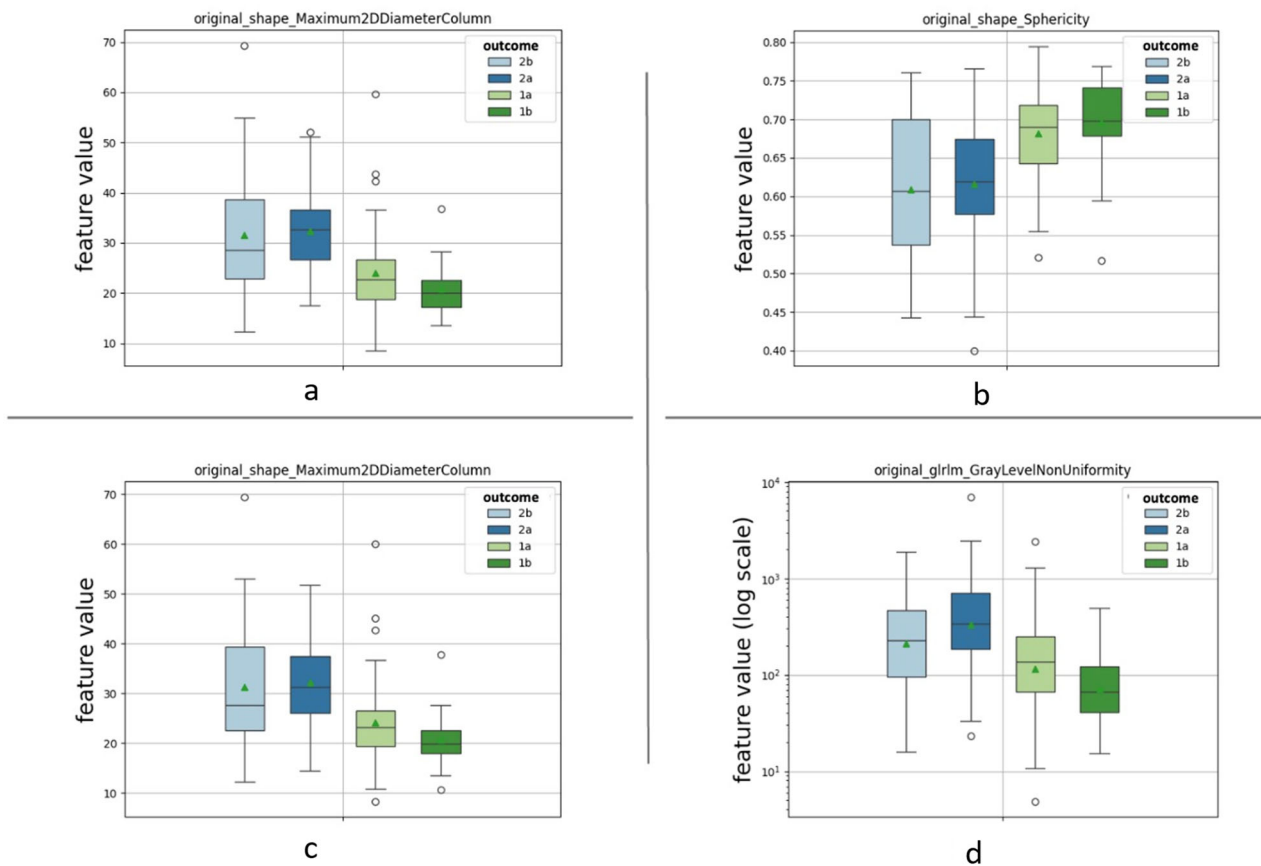 original_shape_Maximum2DDiameterColumn
feature value
70
60
50
40
30
20
10
outcome
2b
2a
1a
1b
a
original_shape_Sphericity
feature value
0.80
0.75
0.70
0.65
0.60
0.55
0.50
0.45
0.40
outcome
2b
2a
1a
1b
b
original_shape_Maximum2DDiameterColumn
feature value
70
60
50
40
30
20
10
outcome
2b
2a
1a
1b
c
original_glrlm_GrayLevelNonUniformity
feature value (log scale)
10⁴
10³
10²
10¹
outcome
2b
2a
1a
1b
d